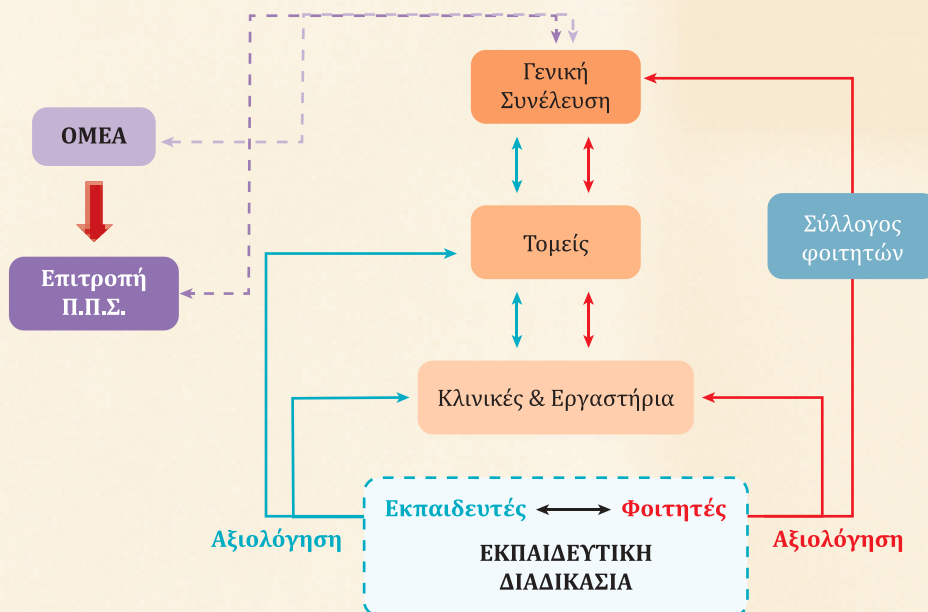 Γενική
Συνέλευση
ΟΜΕΑ
Τομείς
Σύλλογος
φοιτητών
Επιτροπή
Π.Π.Σ.
Κλινικές & Εργαστήρια
Εκπαιδευτές
Φοιτητές
Αξιολόγηση
Αξιολόγηση
ΕΚΠΑΙΔΕΥΤΙΚΗ
ΔΙΑΔΙΚΑΣΙΑ